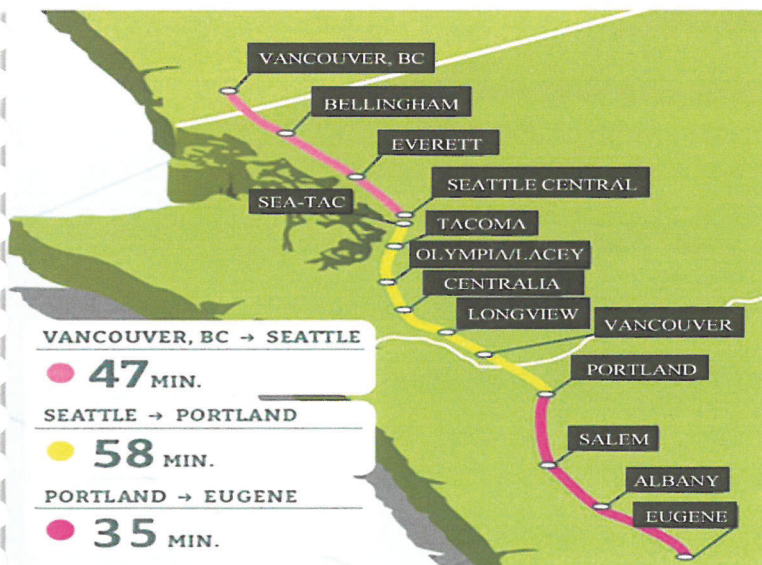 VANCOUVER, BC
BELLINGHAM
EVERETT
SEATTLE CENTRAL
SEA-TAC
TACOMA
OLYMPIA/LACEY
CENTRALIA
LONGVIEW
VANCOUVER
PORTLAND
SALEM
ALBANY
EUGENE
VANCOUVER, BC → SEATTLE
47 MIN.
SEATTLE → PORTLAND
58 MIN.
PORTLAND → EUGENE
35 MIN.